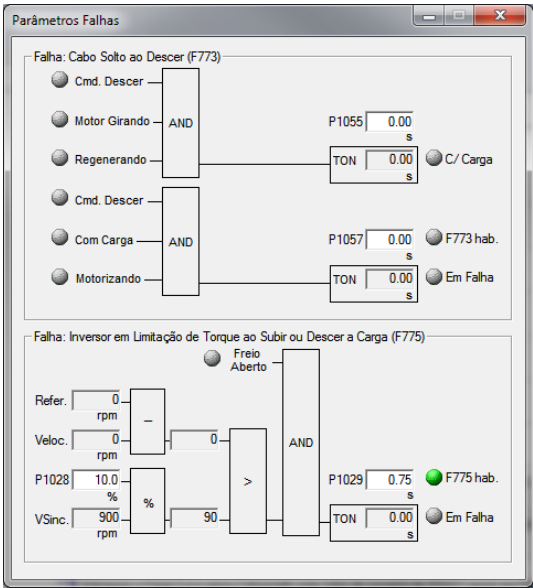 Parâmetros Falhas
Falha: Cabo Solto ao Descer (F773)
Cmd. Descer
Motor Girando
AND
P1055 0.00
s
Regenerando
TON 0.00
s
C/ Carga
Cmd. Descer
Com Carga
AND
P1057 0.00
s
F773 hab.
Motorizando
TON 0.00
s
Em Falha
Falha: Inversor em Limitação de Torque ao Subir ou Descer a Carga (F775)
Freio
Aberto
Refer. 0
rpm
–
Veloc. 0
rpm
0
AND
P1028 10.0
%
%
>
P1029 0.75
s
F775 hab.
VSinc. 900
rpm
90
TON 0.00
s
Em Falha